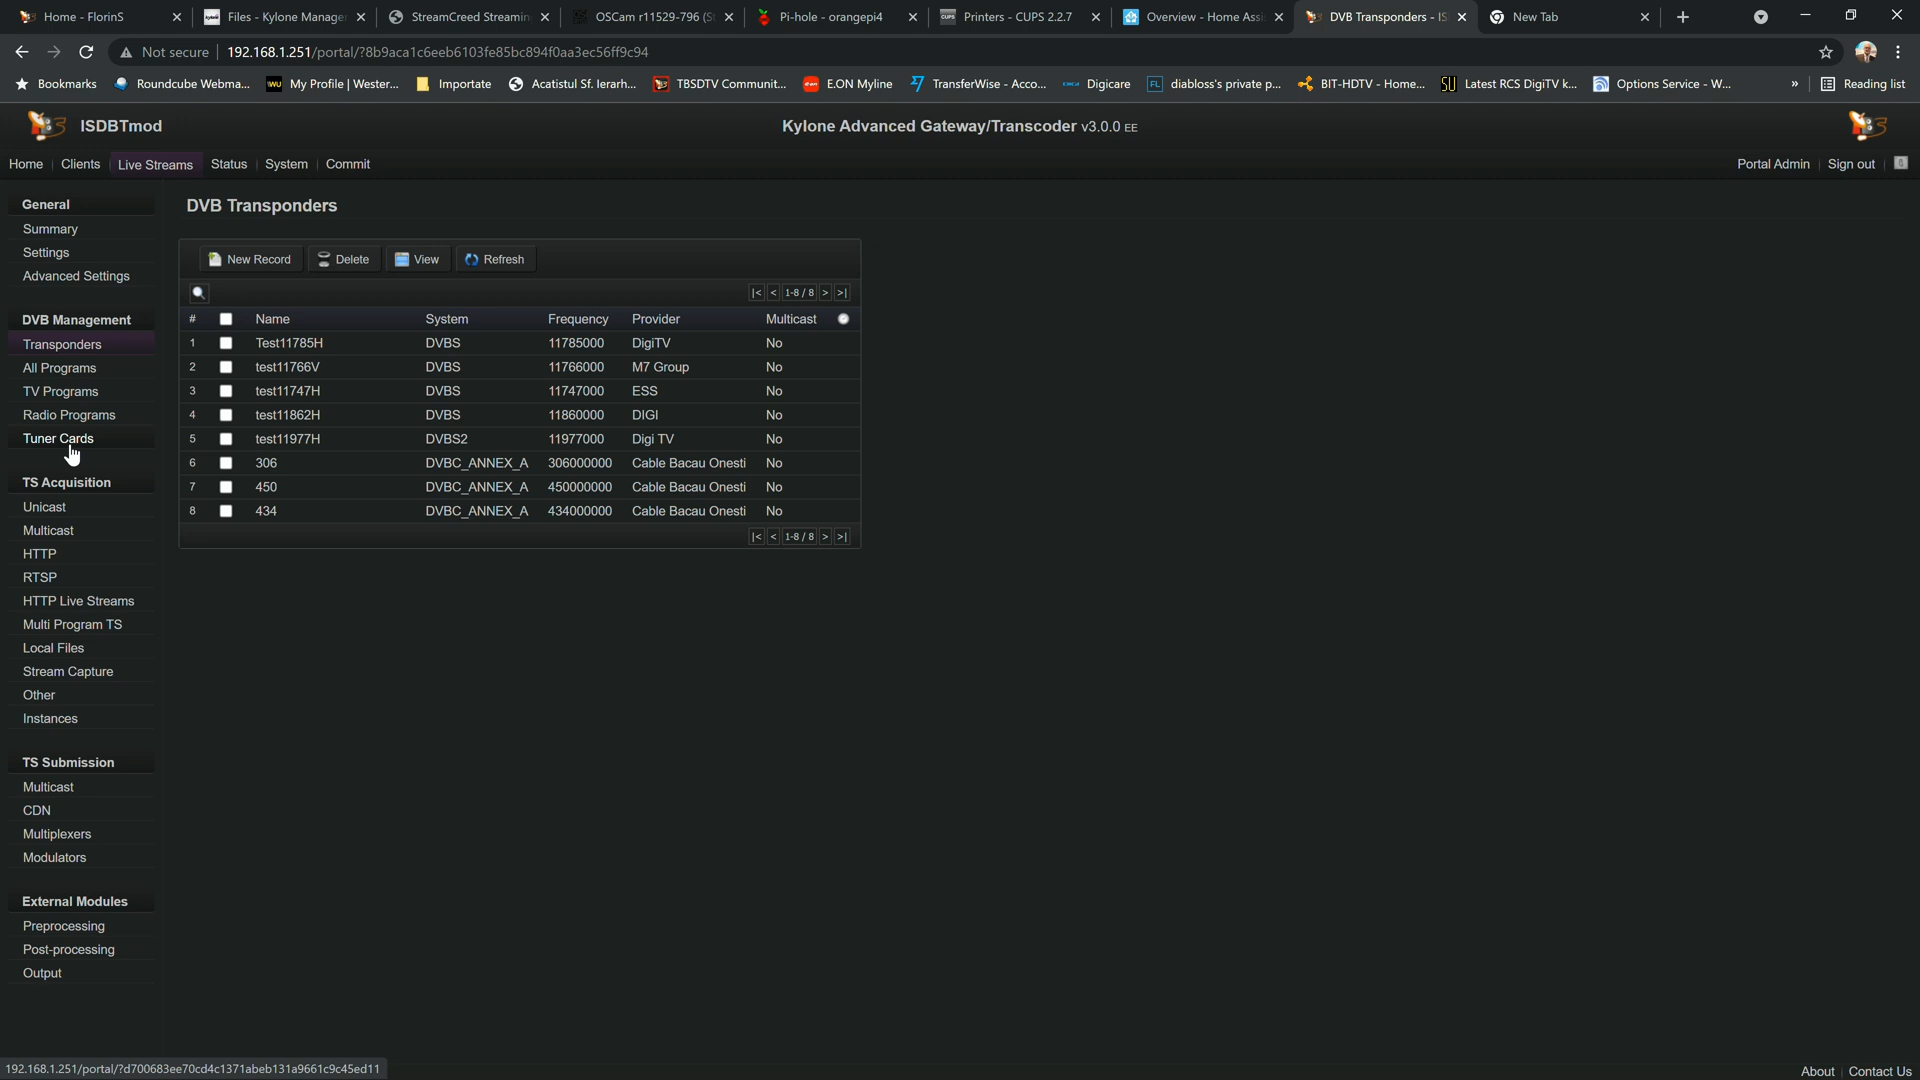 Home - FlorinS
Files - Kylone Manage
StreamCreed Streamin
OSCam r11529-796 (S
Pi-hole - orangepi4
Printers - CUPS 2.2.7
Overview - Home Assi
DVB Transponders - IS
New Tab
Not secure 192.168.1.251/portal/?8b9aca1c6eeb6103fe85bc894f0aa3ec56ff9c94
Bookmarks Roundcube Webma... My Profile | Wester... Importate Acatistul Sf. Ierarh... TBSDTV Communit... E.ON Myline TransferWise - Acco... Digicare diabloss's private p... BIT-HDTV - Home... Latest RCS DigiTV k... Options Service - W... » Reading list
ISDBTmod
Kylone Advanced Gateway/Transcoder v3.0.0 EE
Home Clients Live Streams Status System Commit
Portal Admin Sign out
General
Summary
Settings
Advanced Settings
DVB Management
Transponders
All Programs
TV Programs
Radio Programs
Tuner Cards
TS Acquisition
Unicast
Multicast
HTTP
RTSP
HTTP Live Streams
Multi Program TS
Local Files
Stream Capture
Other
Instances
TS Submission
Multicast
CDN
Multiplexers
Modulators
External Modules
Preprocessing
Post-processing
Output
DVB Transponders
New Record Delete View Refresh
|< < 1-8 / 8 > >|
# Name System Frequency Provider Multicast
1 Test11785H DVBS 11785000 DigiTV No
2 test11766V DVBS 11766000 M7 Group No
3 test11747H DVBS 11747000 ESS No
4 test11862H DVBS 11860000 DIGI No
5 test11977H DVBS2 11977000 Digi TV No
6 306 DVBC_ANNEX_A 306000000 Cable Bacau Onesti No
7 450 DVBC_ANNEX_A 450000000 Cable Bacau Onesti No
8 434 DVBC_ANNEX_A 434000000 Cable Bacau Onesti No
|< < 1-8 / 8 > >|
192.168.1.251/portal/?d700683ee70cd4c1371abeb131a9661c9c45ed11
About Contact Us